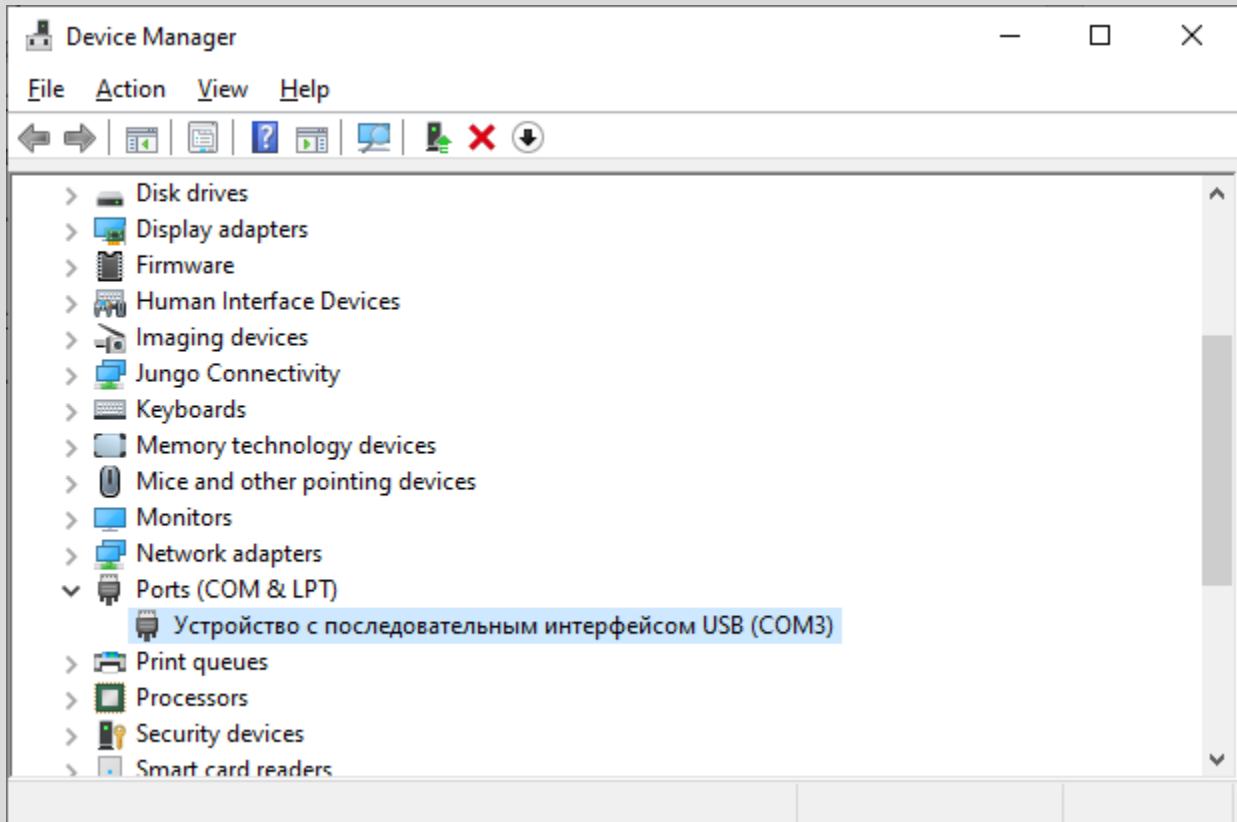 Device Manager
File Action View Help
Disk drives
Display adapters
Firmware
Human Interface Devices
Imaging devices
Jungo Connectivity
Keyboards
Memory technology devices
Mice and other pointing devices
Monitors
Network adapters
Ports (COM & LPT)
Устройство с последовательным интерфейсом USB (COM3)
Print queues
Processors
Security devices
Smart card readers